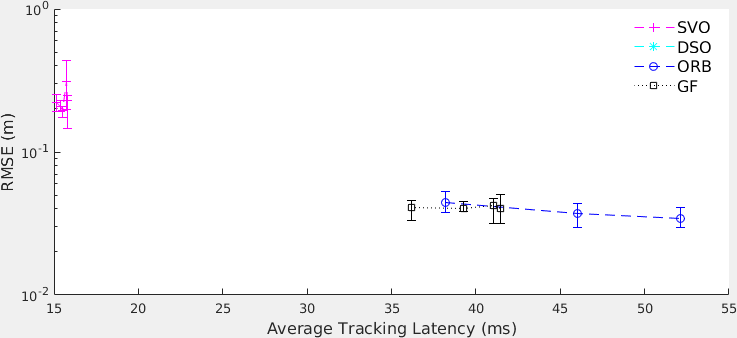 10^0
SVO
DSO
ORB
GF
RMSE (m)
10^-1
10^-2
15 20 25 30 35 40 45 50 55
Average Tracking Latency (ms)